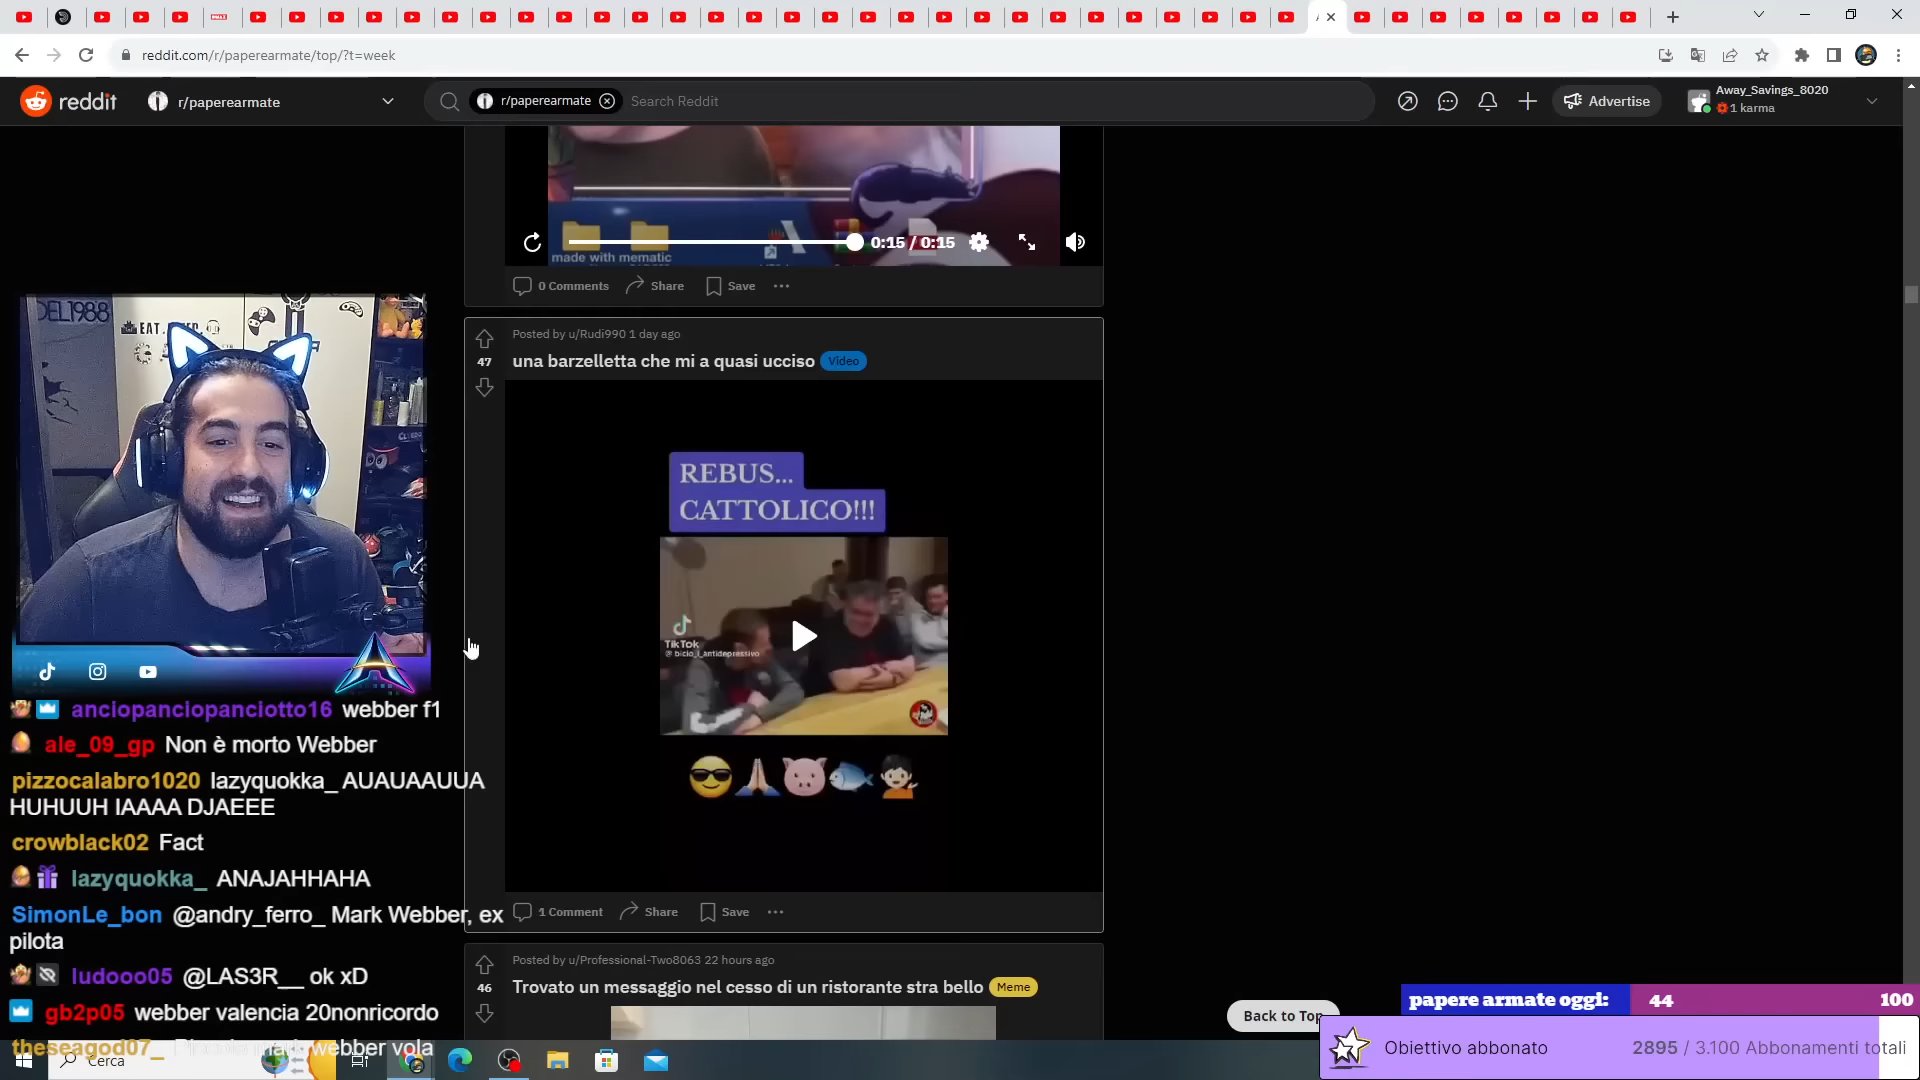 reddit.com/r/paperearmate/top/?t=week
reddit
r/paperearmate
r/paperearmate
Search Reddit
Advertise
Away_Savings_8020
1 karma
0:15 / 0:15
made with mematic
0 Comments
Share
Save
Posted by u/Rudi990 1 day ago
47
una barzelletta che mi a quasi ucciso
Video
REBUS...
CATTOLICO!!!
TikTok
@ bicio_l_antidepressivo
1 Comment
Share
Save
Posted by u/Professional-Two8063 22 hours ago
46
Trovato un messaggio nel cesso di un ristorante stra bello
Meme
Back to Top
DEL1988
EAT
anciopanciopanciotto16 webber f1
ale_09_gp Non è morto Webber
pizzocalabro1020 lazyquokka_ AUAUAAUUA
HUHUUH IAAAA DJAEEE
crowblack02 Fact
lazyquokka_ ANAJAHHAHA
SimonLe_bon @andry_ferro_ Mark Webber, ex
pilota
ludooo05 @LAS3R__ ok xD
gb2p05 webber valencia 20nonricordo
theseagod07_ webber vola
Cerca
papere armate oggi: 44 100
Obiettivo abbonato 2895 / 3.100 Abbonamenti totali